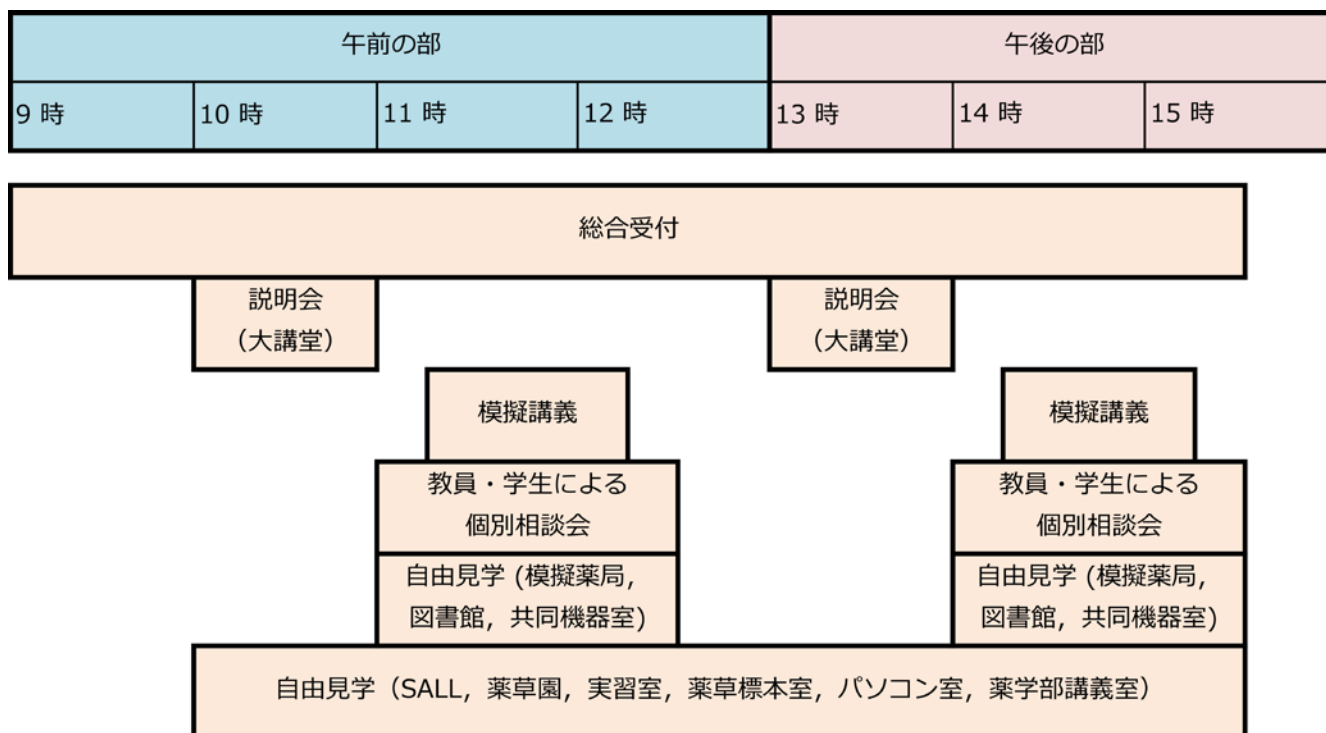 午前の部
午後の部
9 時
10 時
11 時
12 時
13 時
14 時
15 時
総合受付
説明会
（大講堂）
説明会
（大講堂）
模擬講義
模擬講義
教員・学生による
個別相談会
教員・学生による
個別相談会
自由見学 (模擬薬局，
図書館，共同機器室)
自由見学 (模擬薬局，
図書館，共同機器室)
自由見学（SALL，薬草園，実習室，薬草標本室，パソコン室，薬学部講義室）